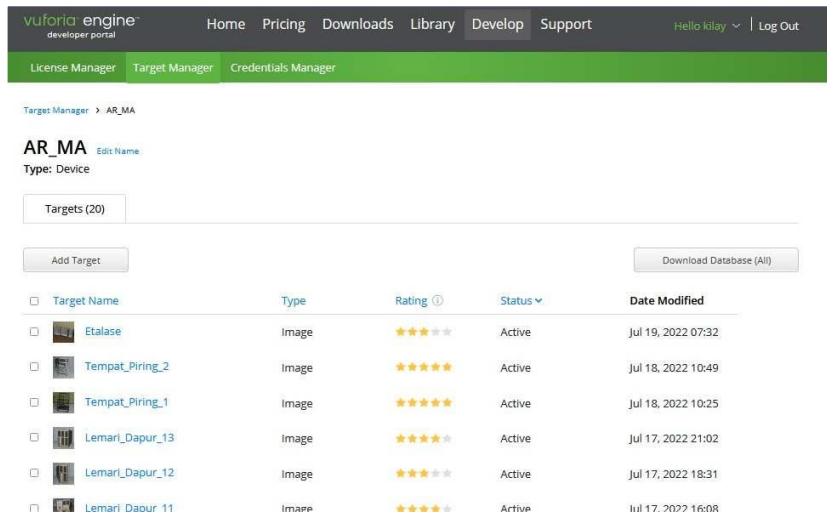 vuforia engine™ Home Pricing Downloads Library Develop Support Hello kilay Log Out
developer portal
License Manager Target Manager Credentials Manager
Target Manager > AR_MA
AR_MA Edit Name
Type: Device
Targets (20)
Add Target Download Database (All)
Target Name Type Rating Status Date Modified
Etalase Image Active Jul 19, 2022 07:32
Tempat_Piring_2 Image Active Jul 18, 2022 10:49
Tempat_Piring_1 Image Active Jul 18, 2022 10:25
Lemari_Dapur_13 Image Active Jul 17, 2022 21:02
Lemari_Dapur_12 Image Active Jul 17, 2022 18:31
Lemari_Dapur_11 Image Active Jul 17, 2022 16:08